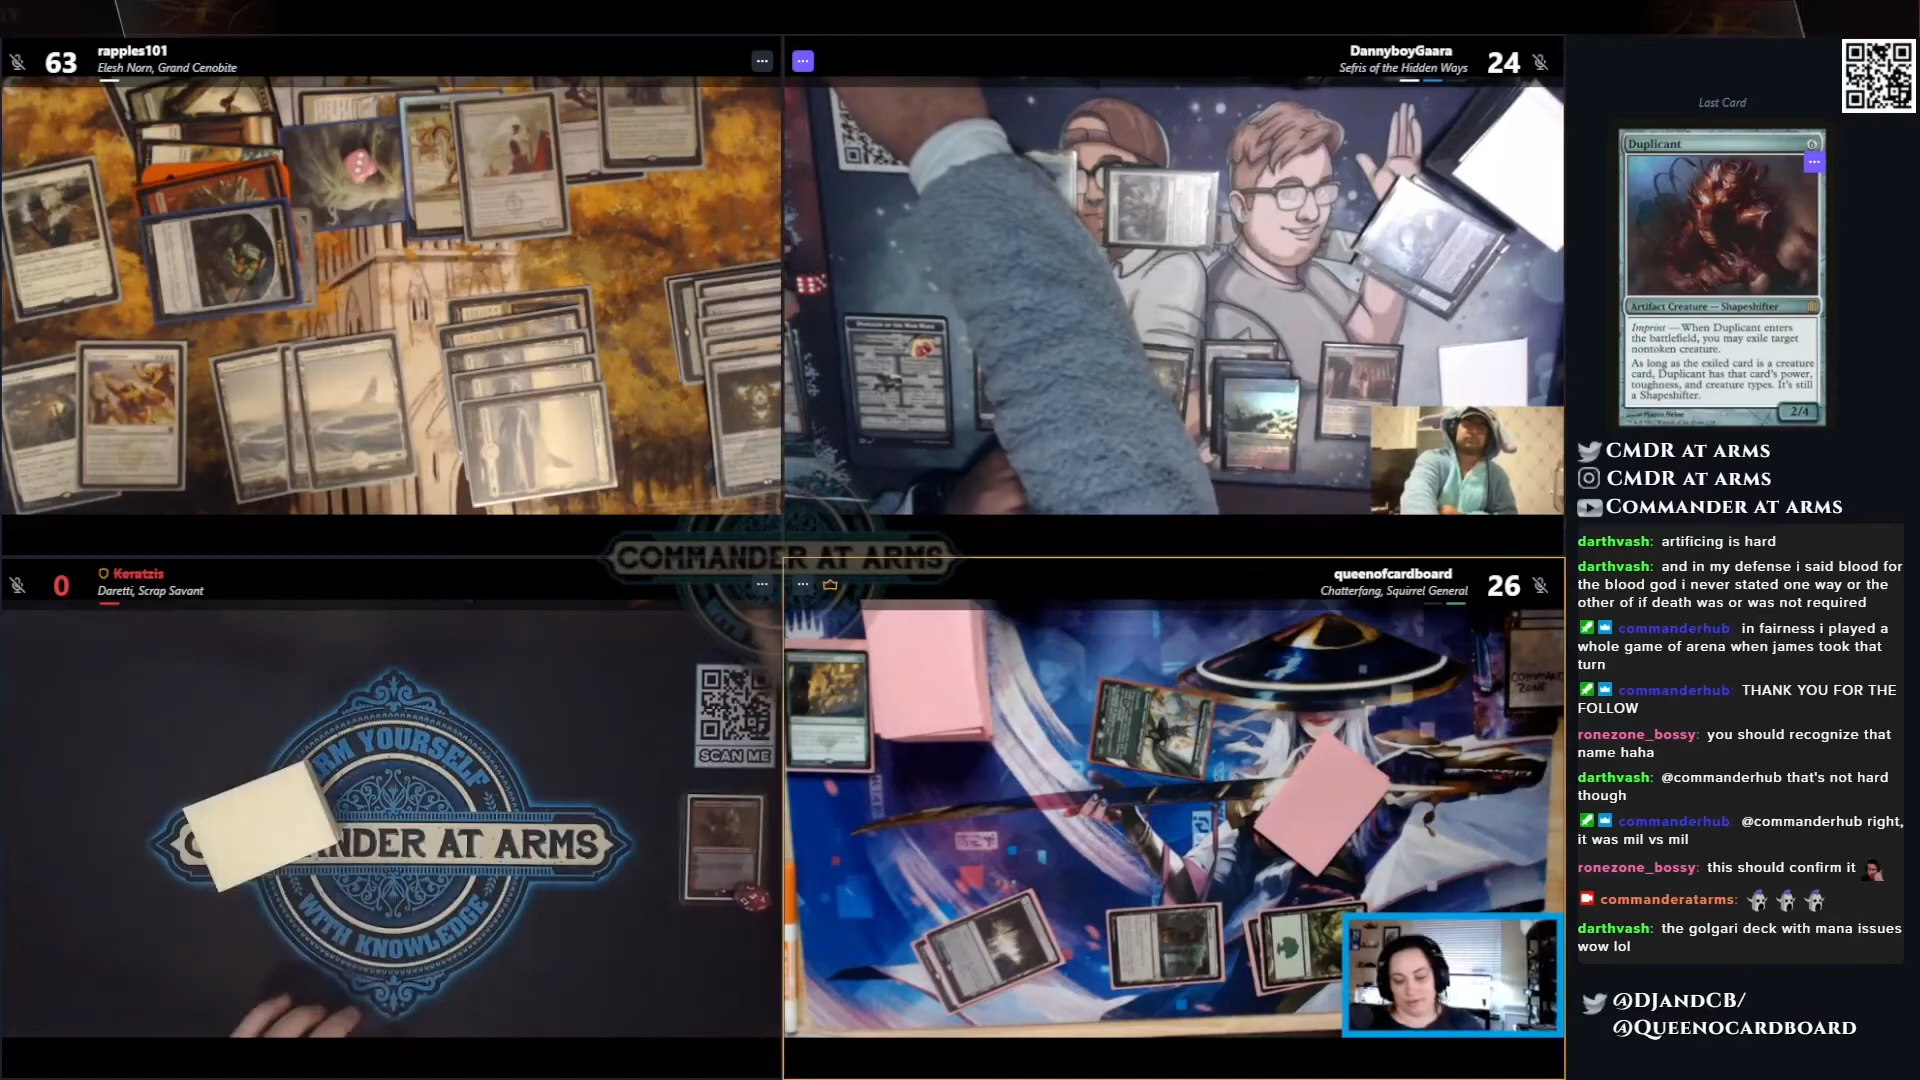 63
rapples101
Elesh Norn, Grand Cenobite
DannyboyGaara
Sefris of the Hidden Ways
24
Last Card
Duplicant
6
Artifact Creature — Shapeshifter
Imprint — When Duplicant enters
the battlefield, you may exile target
nontoken creature.
As long as the exiled card is a creature
card, Duplicant has that card's power,
toughness, and creature types. It's still
a Shapeshifter.
2/4
CMDR AT ARMS
CMDR AT ARMS
COMMANDER AT ARMS
COMMANDER AT ARMS
0
Keratzis
Daretti, Scrap Savant
queenofcardboard
Chatterfang, Squirrel General
26
SCAN ME
RM YOURSELF
NDER AT ARMS
WITH KNOWLEDGE
COMMAND
ZONE
darthvash: artificing is hard
darthvash: and in my defense i said blood for
the blood god i never stated one way or the
other of if death was or was not required
commanderhub: in fairness i played a
whole game of arena when james took that
turn
commanderhub: THANK YOU FOR THE
FOLLOW
ronezone_bossy: you should recognize that
name haha
darthvash: @commanderhub that's not hard
though
commanderhub: @commanderhub right,
it was mil vs mil
ronezone_bossy: this should confirm it
commanderatarms:
darthvash: the golgari deck with mana issues
wow lol
@DJANDCB/
@QUEENOCARDBOARD